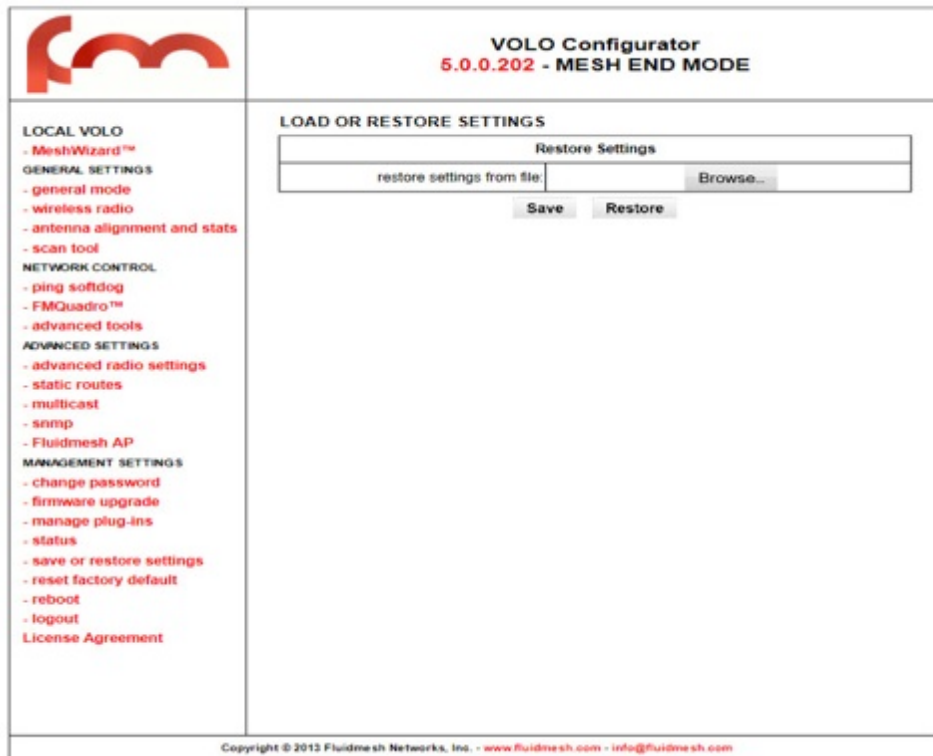 fm
VOLO Configurator
5.0.0.202 - MESH END MODE
LOCAL VOLO
- MeshWizard™
GENERAL SETTINGS
- general mode
- wireless radio
- antenna alignment and stats
- scan tool
NETWORK CONTROL
- ping softdog
- FMQuadro™
- advanced tools
ADVANCED SETTINGS
- advanced radio settings
- static routes
- multicast
- snmp
- Fluidmesh AP
MANAGEMENT SETTINGS
- change password
- firmware upgrade
- manage plug-ins
- status
- save or restore settings
- reset factory default
- reboot
- logout
License Agreement
LOAD OR RESTORE SETTINGS
Restore Settings
restore settings from file: Browse...
Save Restore
Copyright © 2013 Fluidmesh Networks, Inc. - www.fluidmesh.com - info@fluidmesh.com